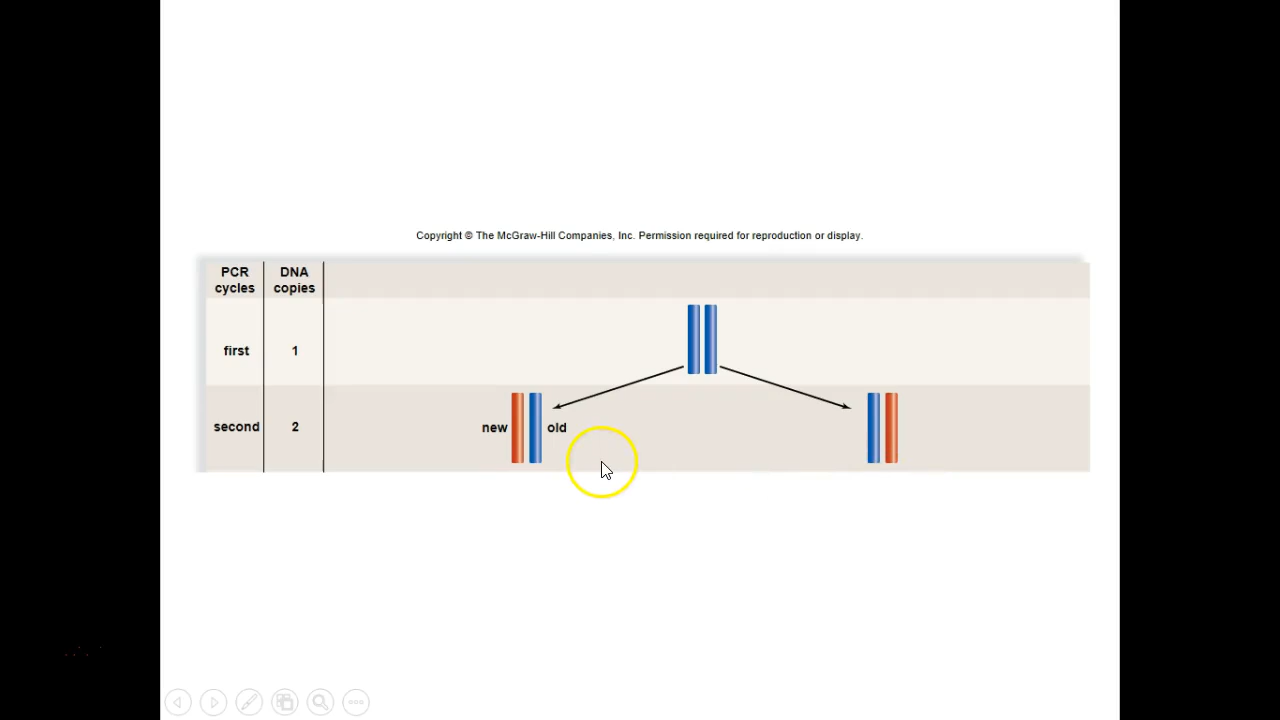 Copyright © The McGraw-Hill Companies, Inc. Permission required for reproduction or display.
PCR
cycles
DNA
copies
first
1
second
2
new
old